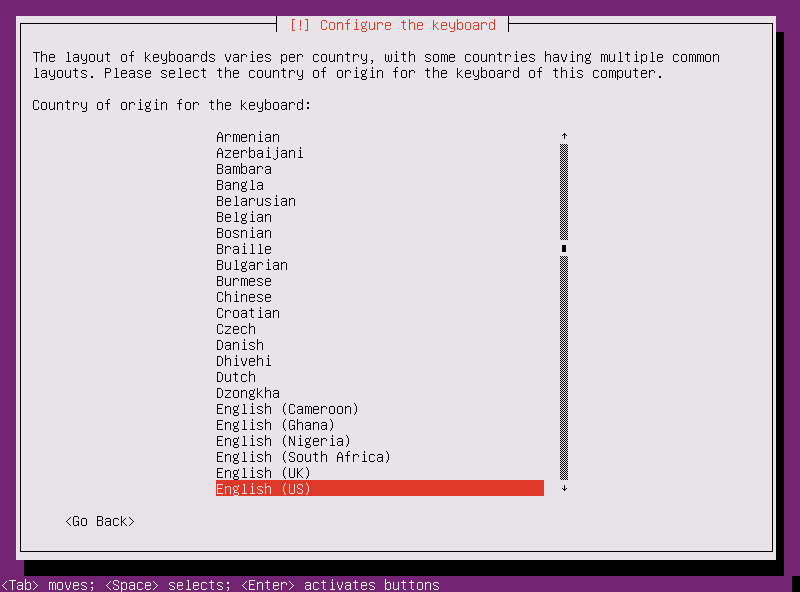 [!] Configure the keyboard
The layout of keyboards varies per country, with some countries having multiple common
layouts. Please select the country of origin for the keyboard of this computer.
Country of origin for the keyboard:
Armenian
Azerbaijani
Bambara
Bangla
Belarusian
Belgian
Bosnian
Braille
Bulgarian
Burmese
Chinese
Croatian
Czech
Danish
Dhivehi
Dutch
Dzongkha
English (Cameroon)
English (Ghana)
English (Nigeria)
English (South Africa)
English (UK)
English (US)
<Go Back>
<Tab> moves; <Space> selects; <Enter> activates buttons